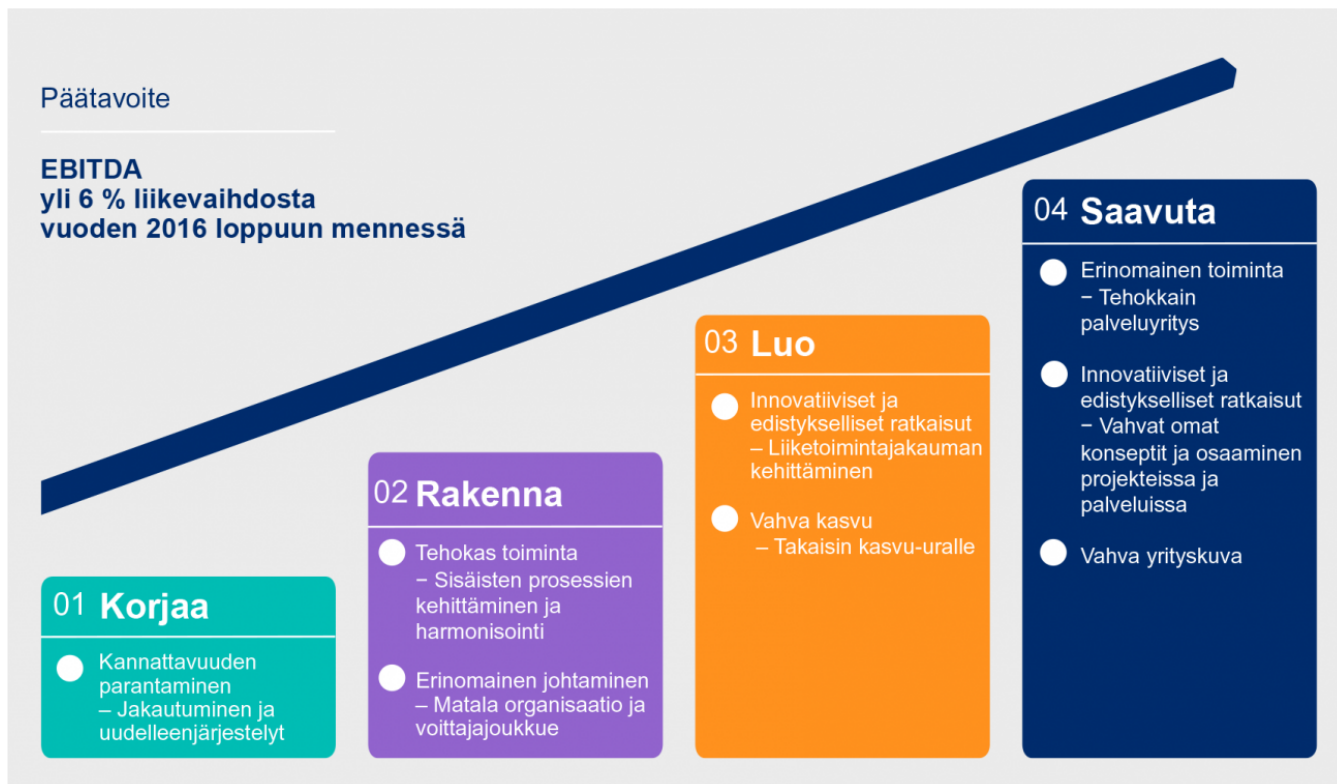 Päätavoite
EBITDA
yli 6 % liikevaihdosta
vuoden 2016 loppuun mennessä
01 Korjaa
Kannattavuuden
parantaminen
– Jakautuminen ja
uudelleenjärjestelyt
02 Rakenna
Tehokas toiminta
– Sisäisten prosessien
kehittäminen ja
harmonisointi
Erinomainen johtaminen
– Matala organisaatio ja
voittajajoukkue
03 Luo
Innovatiiviset ja
edistykselliset ratkaisut
– Liiketoimintajakauman
kehittäminen
Vahva kasvu
– Takaisin kasvu-uralle
04 Saavuta
Erinomainen toiminta
– Tehokkain
palveluyritys
Innovatiiviset ja
edistykselliset ratkaisut
– Vahvat omat
konseptit ja osaaminen
projekteissa ja
palveluissa
Vahva yrityskuva